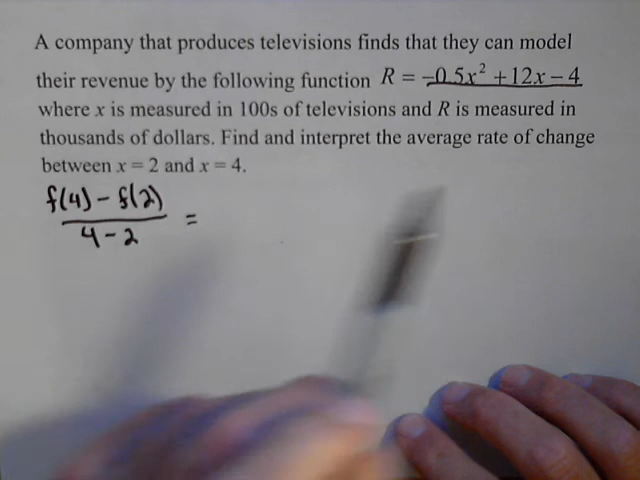 A company that produces televisions finds that they can model
their revenue by the following function R = -0.5x² +12x – 4
where x is measured in 100s of televisions and R is measured in
thousands of dollars. Find and interpret the average rate of change
between x = 2 and x = 4.
f(4) - f(2)
4 - 2 =